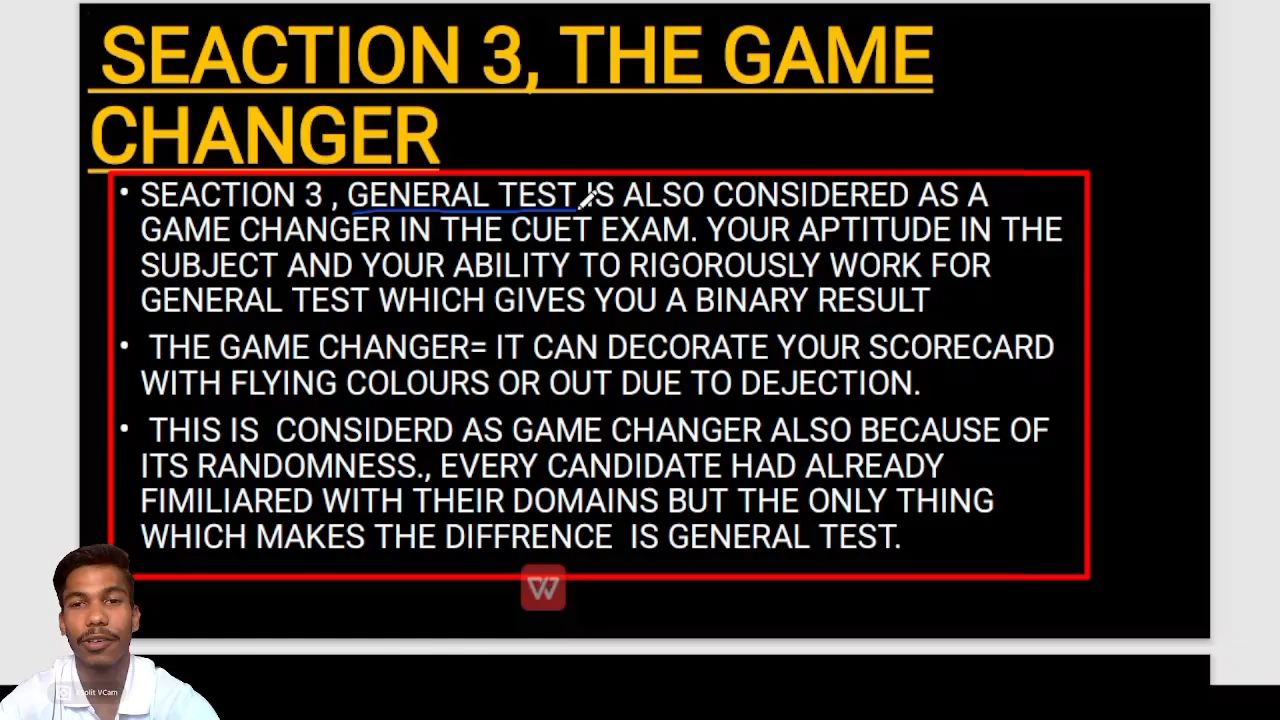 SEACTION 3, THE GAME
CHANGER
• SEACTION 3 , GENERAL TEST IS ALSO CONSIDERED AS A
GAME CHANGER IN THE CUET EXAM. YOUR APTITUDE IN THE
SUBJECT AND YOUR ABILITY TO RIGOROUSLY WORK FOR
GENERAL TEST WHICH GIVES YOU A BINARY RESULT
• THE GAME CHANGER= IT CAN DECORATE YOUR SCORECARD
WITH FLYING COLOURS OR OUT DUE TO DEJECTION.
• THIS IS CONSIDERD AS GAME CHANGER ALSO BECAUSE OF
ITS RANDOMNESS., EVERY CANDIDATE HAD ALREADY
FIMILIARED WITH THEIR DOMAINS BUT THE ONLY THING
WHICH MAKES THE DIFFRENCE IS GENERAL TEST.
W
XSplit VCam